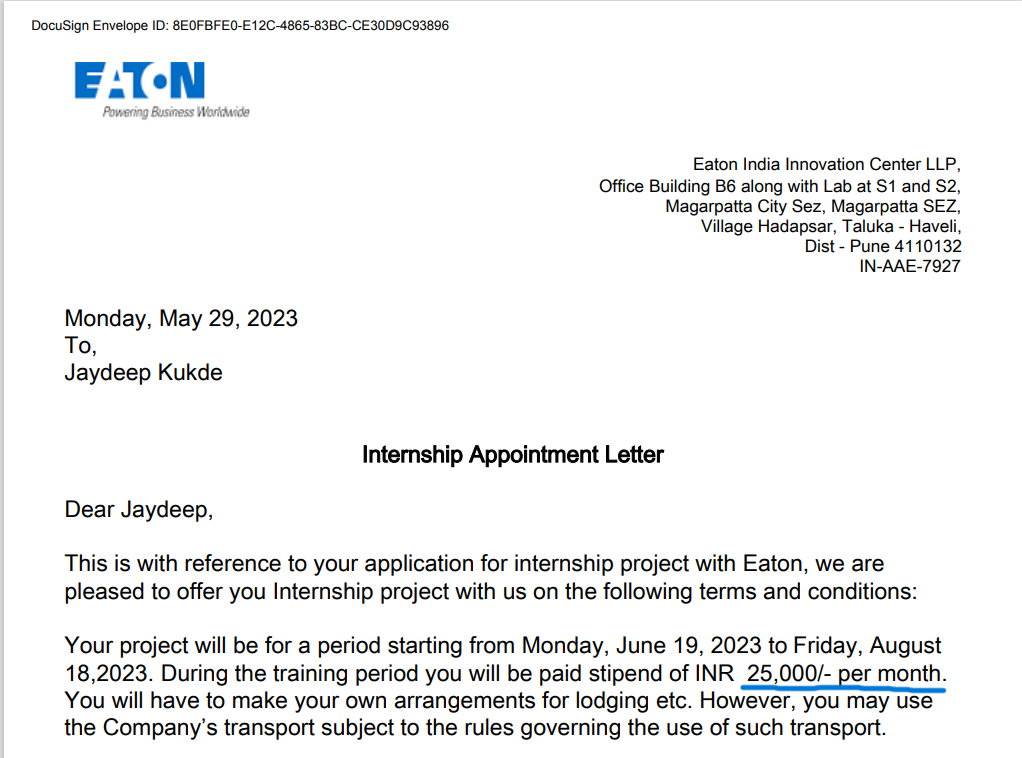 DocuSign Envelope ID: 8E0FBFE0-E12C-4865-83BC-CE30D9C93896
EATON
Powering Business Worldwide
Eaton India Innovation Center LLP,
Office Building B6 along with Lab at S1 and S2,
Magarpatta City Sez, Magarpatta SEZ,
Village Hadapsar, Taluka - Haveli,
Dist - Pune 4110132
IN-AAE-7927
Monday, May 29, 2023
To,
Jaydeep Kukde
Internship Appointment Letter
Dear Jaydeep,
This is with reference to your application for internship project with Eaton, we are
pleased to offer you Internship project with us on the following terms and conditions:
Your project will be for a period starting from Monday, June 19, 2023 to Friday, August
18,2023. During the training period you will be paid stipend of INR 25,000/- per month.
You will have to make your own arrangements for lodging etc. However, you may use
the Company’s transport subject to the rules governing the use of such transport.